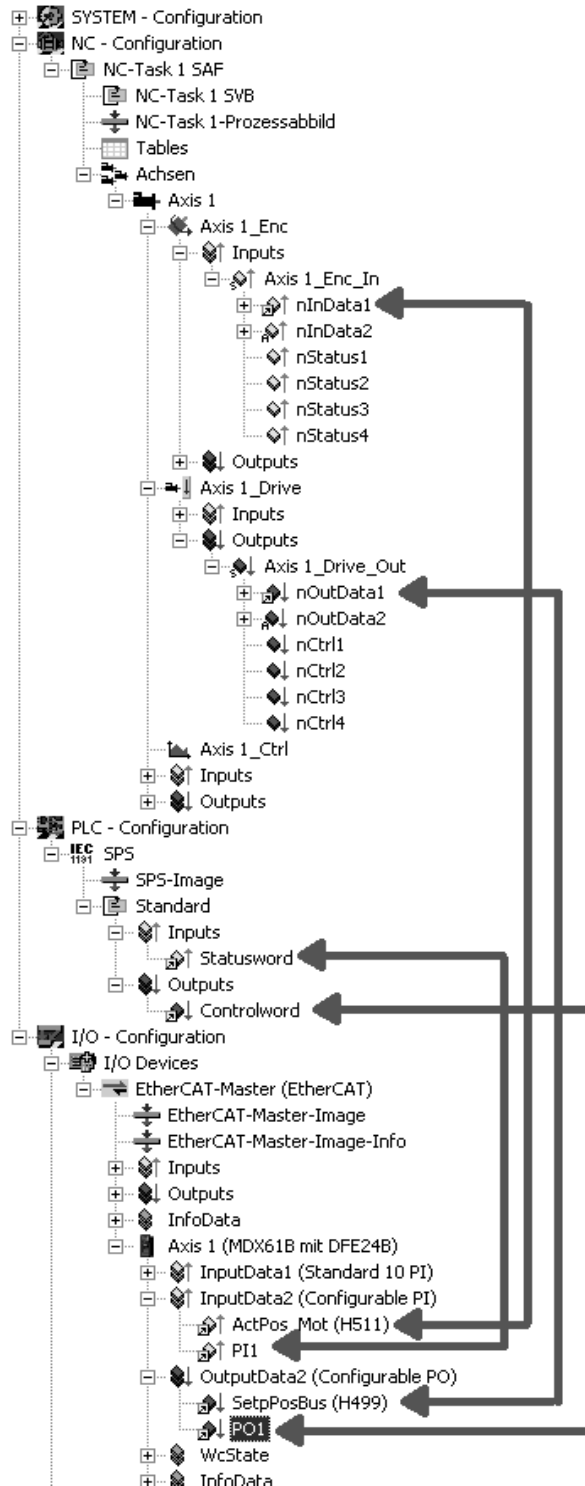 SYSTEM - Configuration
NC - Configuration
NC-Task 1 SAF
NC-Task 1 SVB
NC-Task 1-Prozessabbild
Tables
Achsen
Axis 1
Axis 1_Enc
Inputs
Axis 1_Enc_In
nInData1
nInData2
nStatus1
nStatus2
nStatus3
nStatus4
Outputs
Axis 1_Drive
Inputs
Outputs
Axis 1_Drive_Out
nOutData1
nOutData2
nCtrl1
nCtrl2
nCtrl3
nCtrl4
Axis 1_Ctrl
Inputs
Outputs
PLC - Configuration
IEC 1131 SPS
SPS-Image
Standard
Inputs
Statusword
Outputs
Controlword
I/O - Configuration
I/O Devices
EtherCAT-Master (EtherCAT)
EtherCAT-Master-Image
EtherCAT-Master-Image-Info
Inputs
Outputs
InfoData
Axis 1 (MDX61B mit DFE24B)
InputData1 (Standard 10 PI)
InputData2 (Configurable PI)
ActPos_Mot (H511)
PI1
OutputData2 (Configurable PO)
SetpPosBus (H499)
PO1
WcState
InfoData